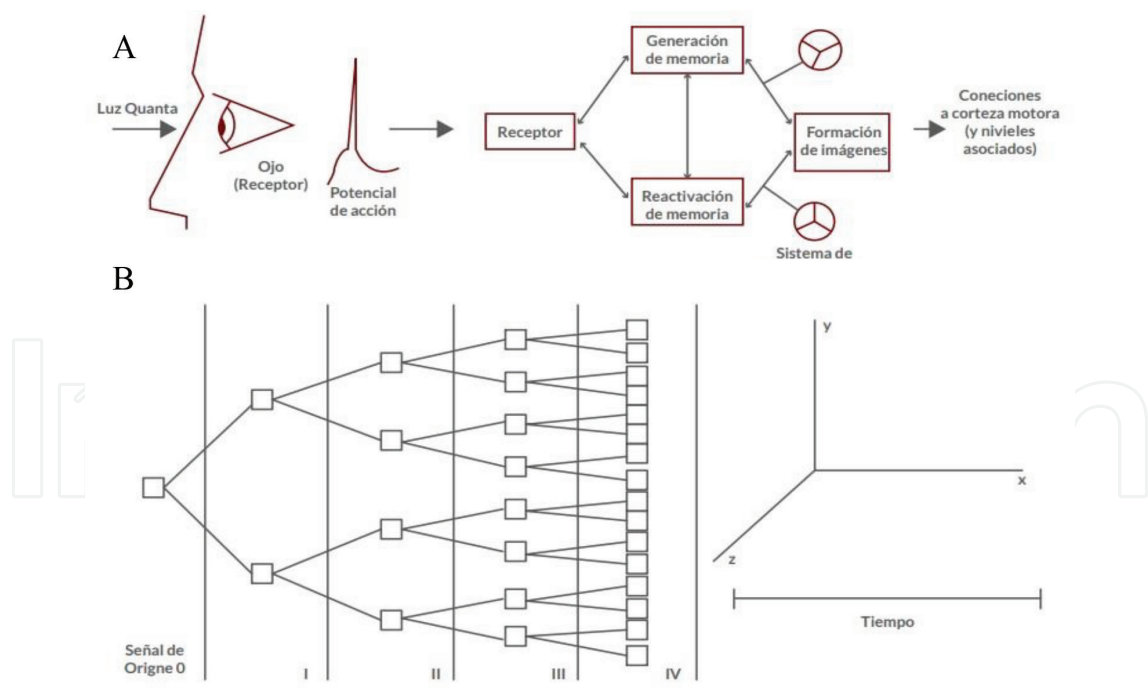 A
Luz Quanta
Ojo
(Receptor)
Potencial
de acción
Receptor
Generación
de memoria
Reactivación
de memoria
Formación
de imágenes
Sistema de
Coneciones
a corteza motora
(y nivieles
asociados)
B
Señal de
Origne 0
I
II
III
IV
y
x
z
Tiempo